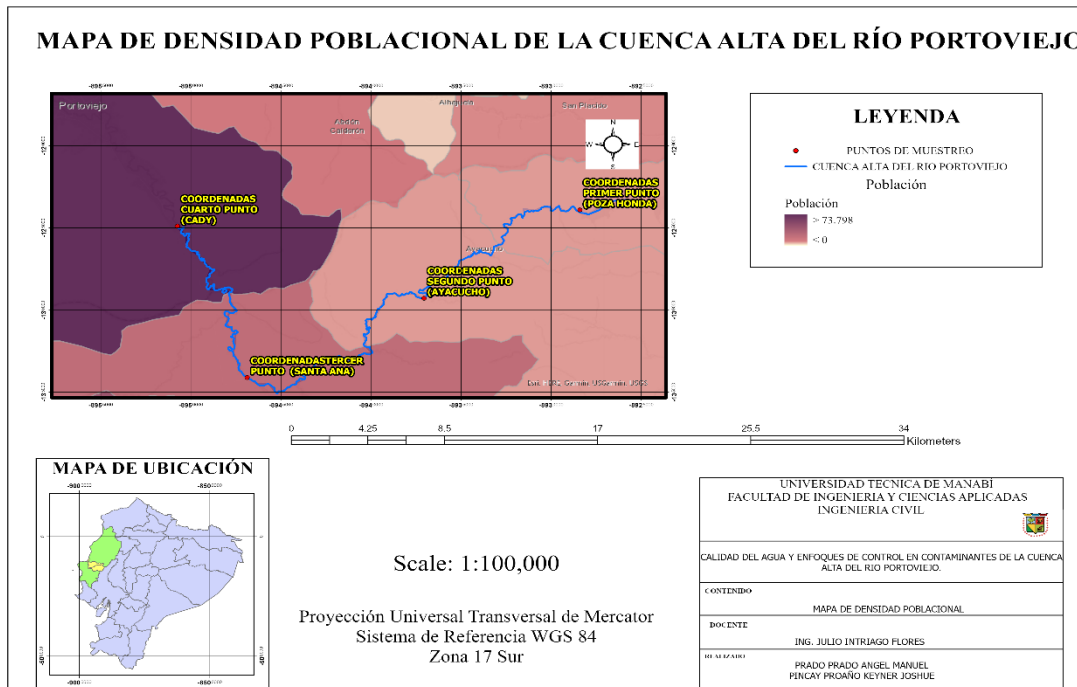 MAPA DE DENSIDAD POBLACIONAL DE LA CUENCA ALTA DEL RÍO PORTOVIEJO
Portoviejo
Abdón
Calderón
Alhajuela
San Plácido
N
W
E
S
COORDENADAS
PRIMER PUNTO
(POZA HONDA)
COORDENADAS
CUARTO PUNTO
(CADY)
Ayacucho
COORDENADAS
SEGUNDO PUNTO
(AYACUCHO)
COORDENADASTERCER
PUNTO (SANTA ANA)
LEYENDA
PUNTOS DE MUESTREO
CUENCA ALTA DEL RIO PORTOVIEJO
Población
Población
> 73.798
< 0
0 4.25 8.5 17 25.5 34
Kilometers
MAPA DE UBICACIÓN
Scale: 1:100,000
Proyección Universal Transversal de Mercator
Sistema de Referencia WGS 84
Zona 17 Sur
UNIVERSIDAD TECNICA DE MANABÍ
FACULTAD DE INGENIERIA Y CIENCIAS APLICADAS
INGENIERIA CIVIL
CALIDAD DEL AGUA Y ENFOQUES DE CONTROL EN CONTAMINANTES DE LA CUENCA
ALTA DEL RIO PORTOVIEJO.
CONTENIDO
MAPA DE DENSIDAD POBLACIONAL
DOCENTE
ING. JULIO INTRIAGO FLORES
REALIZADO
PRADO PRADO ANGEL MANUEL
PINCAY PROAÑO KEYNER JOSHUE